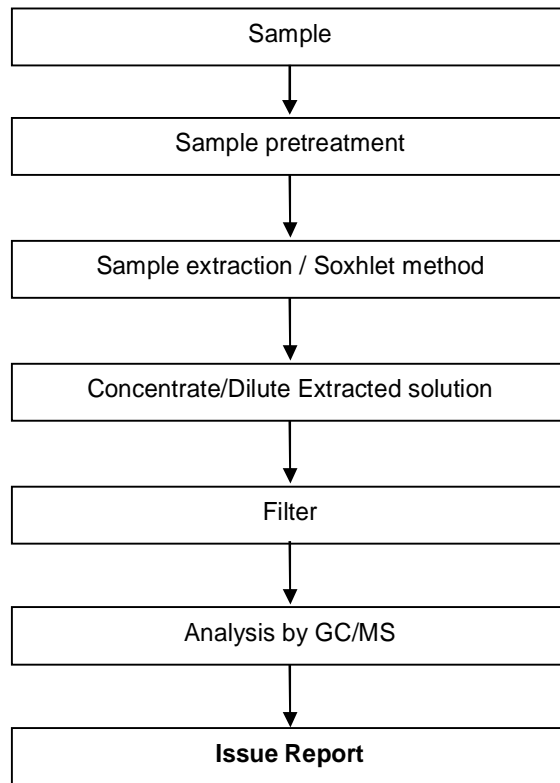 Sample
Sample pretreatment
Sample extraction / Soxhlet method
Concentrate/Dilute Extracted solution
Filter
Analysis by GC/MS
Issue Report